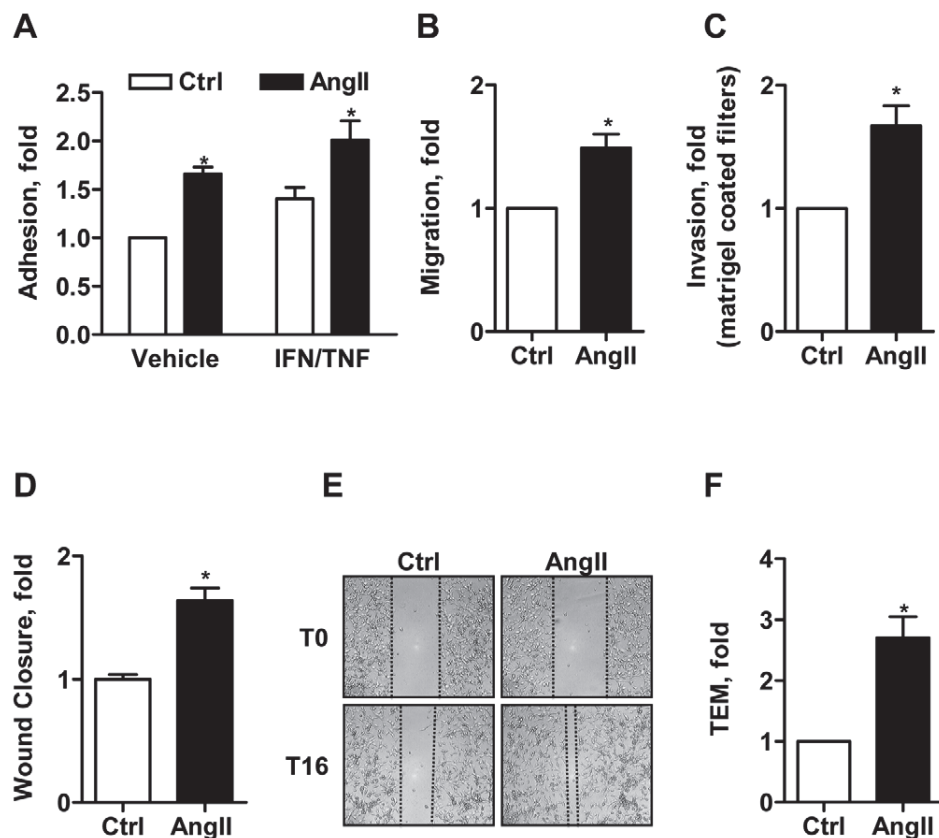 A
Ctrl AngII
Adhesion, fold
2.5
2.0
1.5
1.0
0.5
0.0
* *
Vehicle IFN/TNF
B
Migration, fold
2
1
0
*
Ctrl AngII
C
Invasion, fold
(matrigel coated filters)
2
1
0
*
Ctrl AngII
D
Wound Closure, fold
2
1
0
*
Ctrl AngII
E
Ctrl AngII
T0
T16
F
TEM, fold
4
3
2
1
0
*
Ctrl AngII